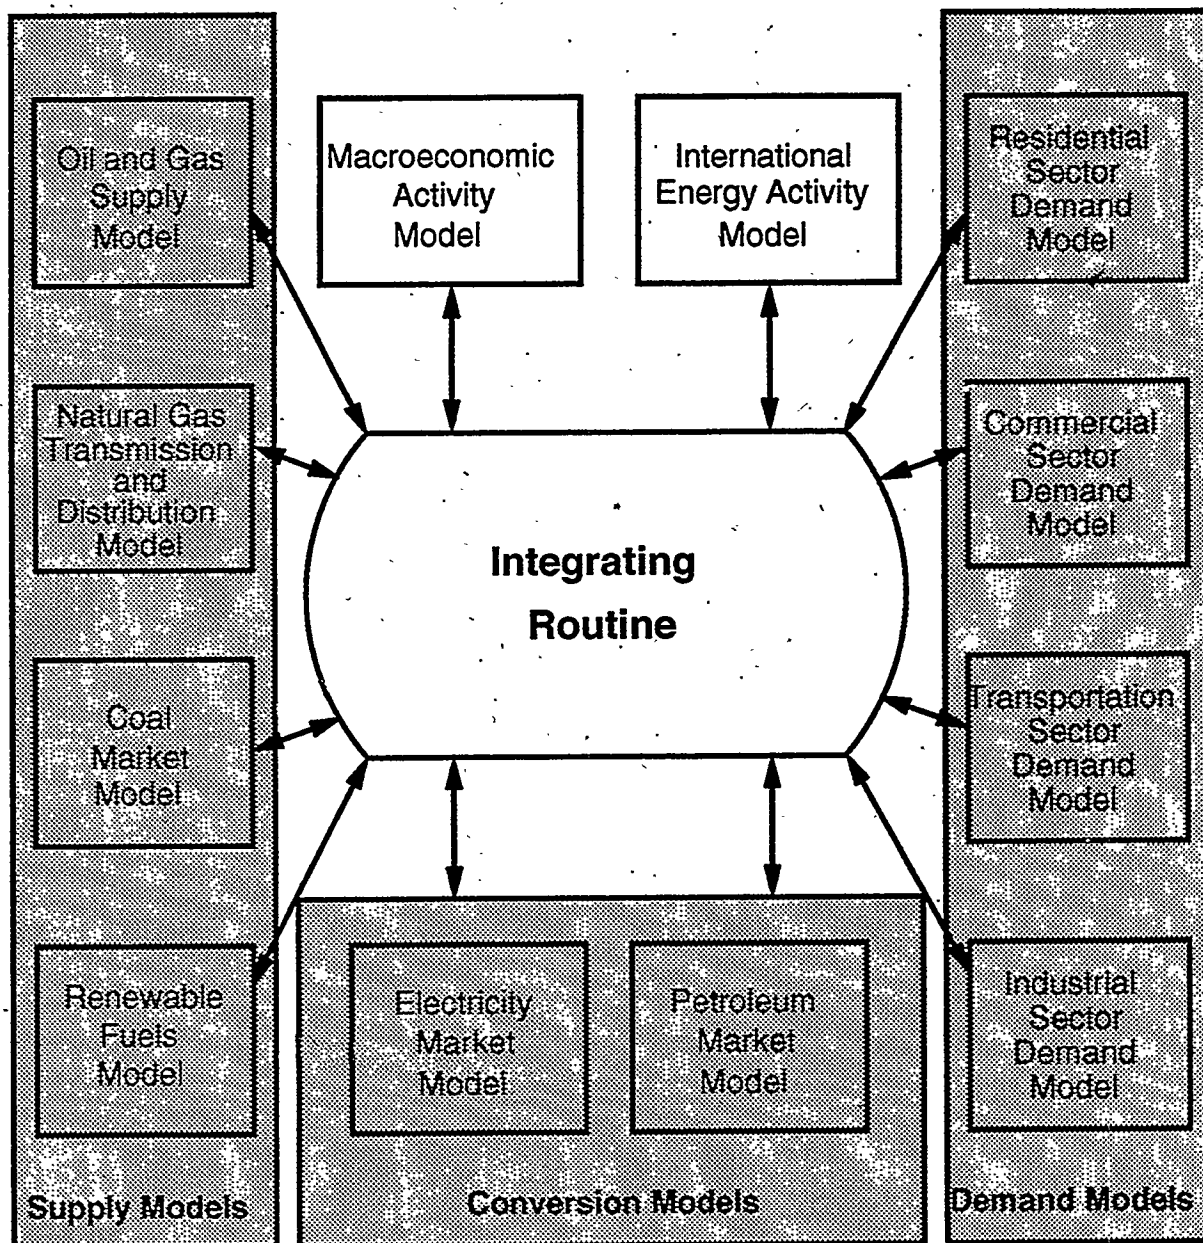 Oil and Gas
Supply
Model
Natural Gas
Transmission
and
Distribution
Model
Coal
Market
Model
Renewable
Fuels
Model
Supply Models
Macroeconomic
Activity
Model
International
Energy Activity
Model
Integrating
Routine
Electricity
Market
Model
Petroleum
Market
Model
Conversion Models
Residential
Sector
Demand
Model
Commercial
Sector
Demand
Model
Transportation
Sector
Demand
Model
Industrial
Sector
Demand
Model
Demand Models